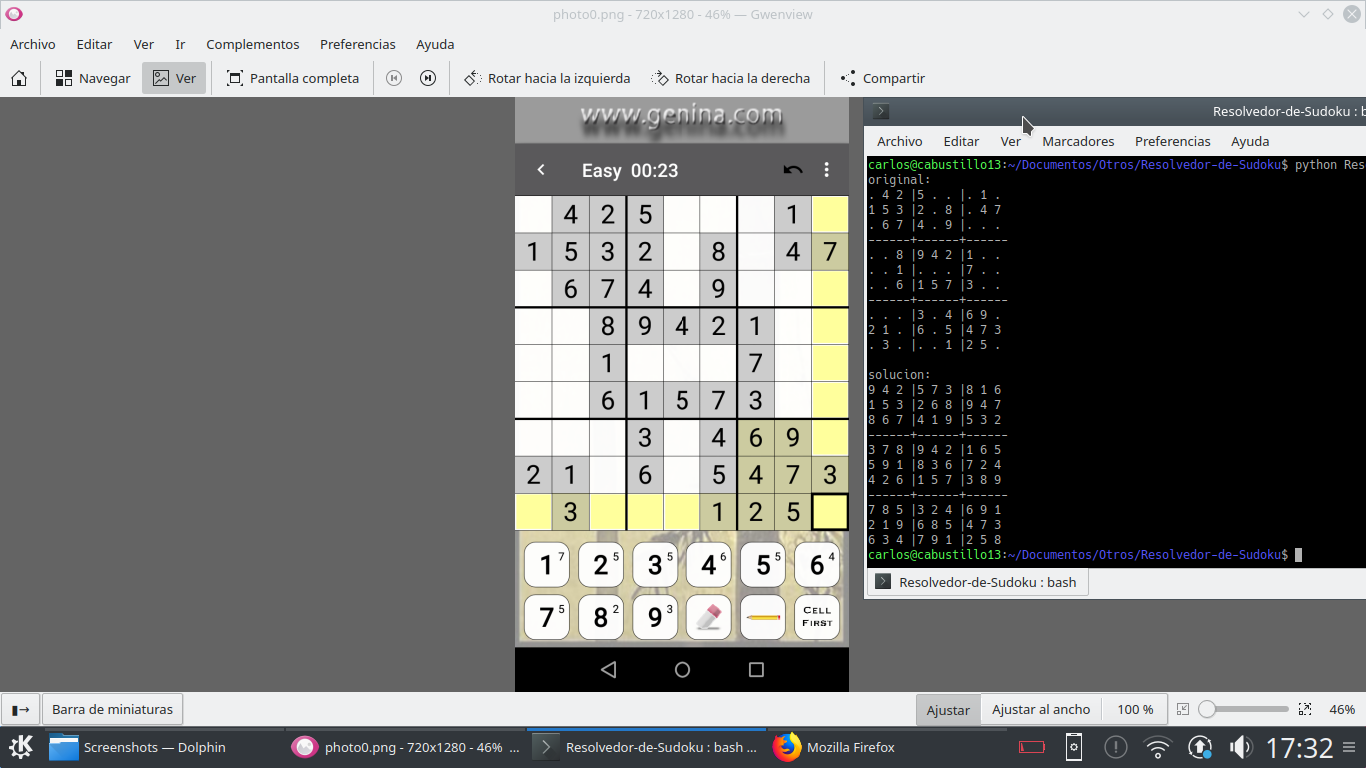 photo0.png - 720x1280 - 46% — Gwenview
Archivo Editar Ver Ir Complementos Preferencias Ayuda
Navegar Ver Pantalla completa Rotar hacia la izquierda Rotar hacia la derecha Compartir
www.genina.com
Easy 00:23
4 2 5 1
1 5 3 2 8 4 7
6 7 4 9
8 9 4 2 1
1 7
6 1 5 7 3
3 4 6 9
2 1 6 5 4 7 3
3 1 2 5
1 7 2 5 3 5 4 6 5 5 6 4
7 5 8 2 9 3 CELL FIRST
Resolvedor-de-Sudoku : b
Archivo Editar Ver Marcadores Preferencias Ayuda
carlos@cabustillo13:~/Documentos/Otros/Resolvedor-de-Sudoku$ python Res
original:
. 4 2 |5 . . |. 1 .
1 5 3 |2 . 8 |. 4 7
. 6 7 |4 . 9 |. . .
------+------+------
. . 8 |9 4 2 |1 . .
. . 1 |. . . |7 . .
. . 6 |1 5 7 |3 . .
------+------+------
. . . |3 . 4 |6 9 .
2 1 . |6 . 5 |4 7 3
. 3 . |. . 1 |2 5 .
solucion:
9 4 2 |5 7 3 |8 1 6
1 5 3 |2 6 8 |9 4 7
8 6 7 |4 1 9 |5 3 2
------+------+------
3 7 8 |9 4 2 |1 6 5
5 9 1 |8 3 6 |7 2 4
4 2 6 |1 5 7 |3 8 9
------+------+------
7 8 5 |3 2 4 |6 9 1
2 1 9 |6 8 5 |4 7 3
6 3 4 |7 9 1 |2 5 8
carlos@cabustillo13:~/Documentos/Otros/Resolvedor-de-Sudoku$
Resolvedor-de-Sudoku : bash
Barra de miniaturas Ajustar Ajustar al ancho 100 % 46%
Screenshots — Dolphin photo0.png - 720x1280 - 46% ... Resolvedor-de-Sudoku : bash ... Mozilla Firefox 17:32